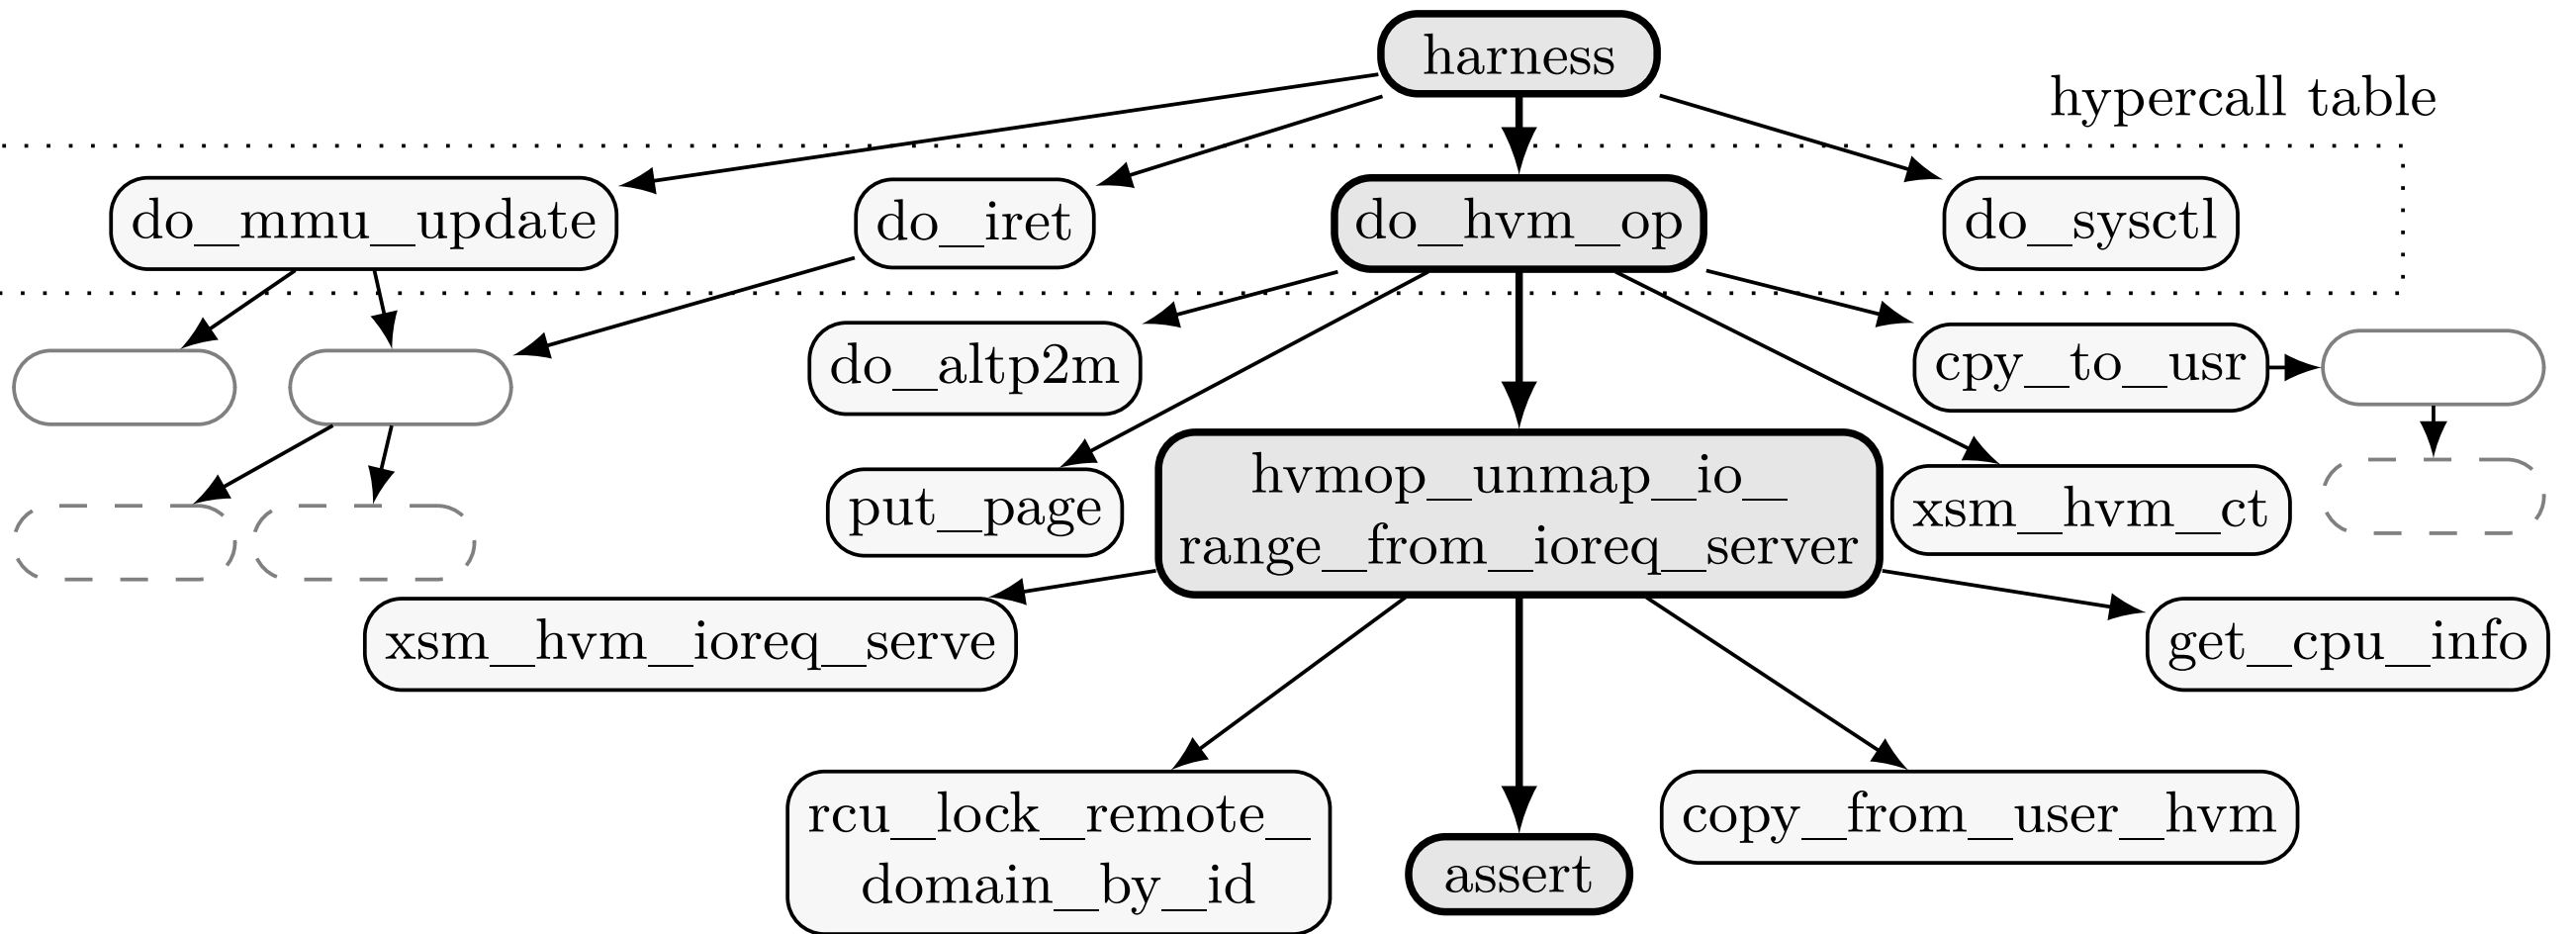 harness
hypercall table
do_mmu_update
do_iret
do_hvm_op
do_sysctl
do_altp2m
cpy_to_usr
put_page
hvmop_unmap_io_
range_from_ioreq_server
xsm_hvm_ct
xsm_hvm_ioreq_serve
get_cpu_info
rcu_lock_remote_
domain_by_id
assert
copy_from_user_hvm